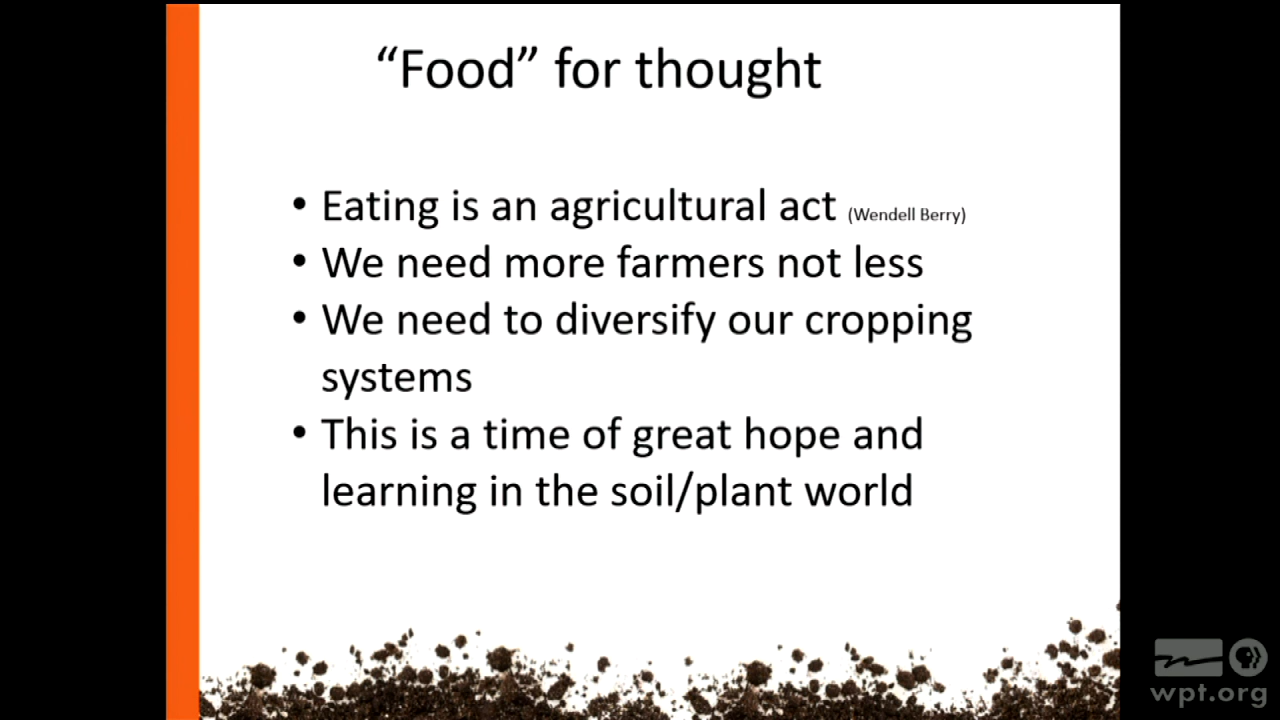 “Food” for thought
• Eating is an agricultural act (Wendell Berry)
• We need more farmers not less
• We need to diversify our cropping
systems
• This is a time of great hope and
learning in the soil/plant world
wpt.org